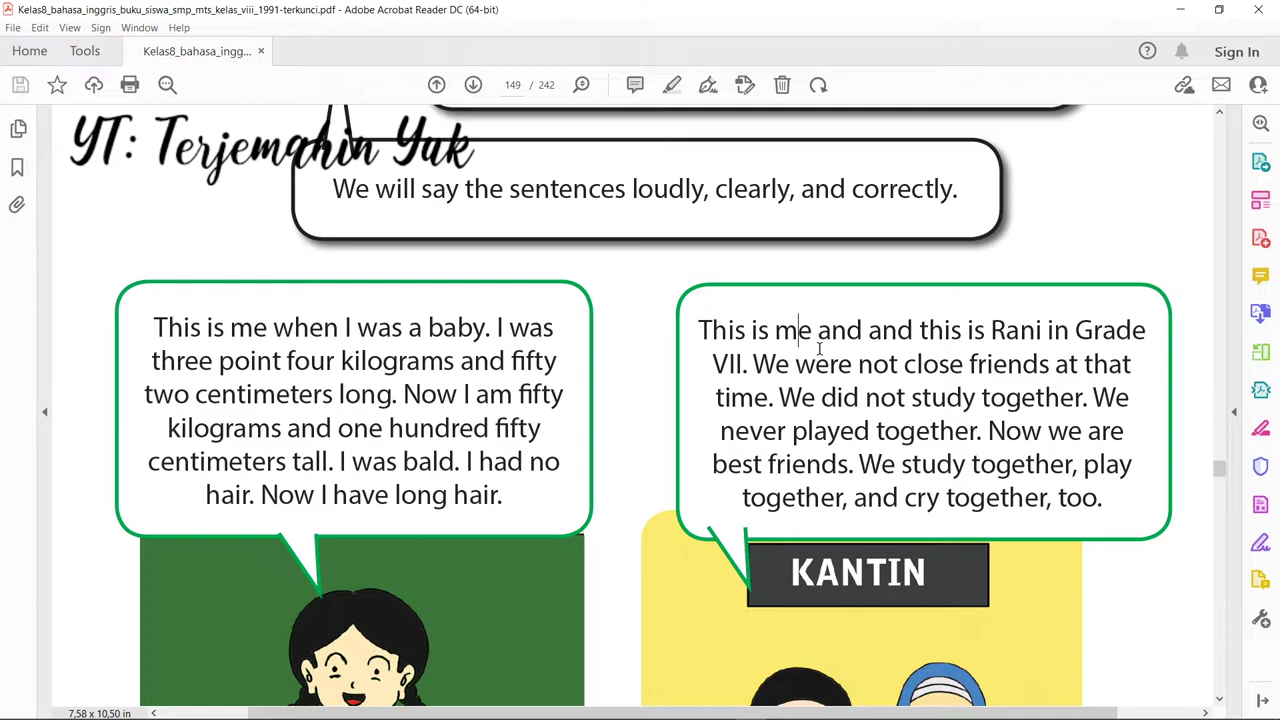 Kelas8_bahasa_inggris_buku_siswa_smp_mts_kelas_viii_1991-terkunci.pdf - Adobe Acrobat Reader DC (64-bit)
File Edit View Sign Window Help
Home Tools Kelas8_bahasa_ingg... × Sign In
149 / 242
YT: Terjemahin Yuk
We will say the sentences loudly, clearly, and correctly.
This is me when I was a baby. I was
three point four kilograms and fifty
two centimeters long. Now I am fifty
kilograms and one hundred fifty
centimeters tall. I was bald. I had no
hair. Now I have long hair.
This is me and and this is Rani in Grade
VII. We were not close friends at that
time. We did not study together. We
never played together. Now we are
best friends. We study together, play
together, and cry together, too.
KANTIN
7,58 x 10,50 in